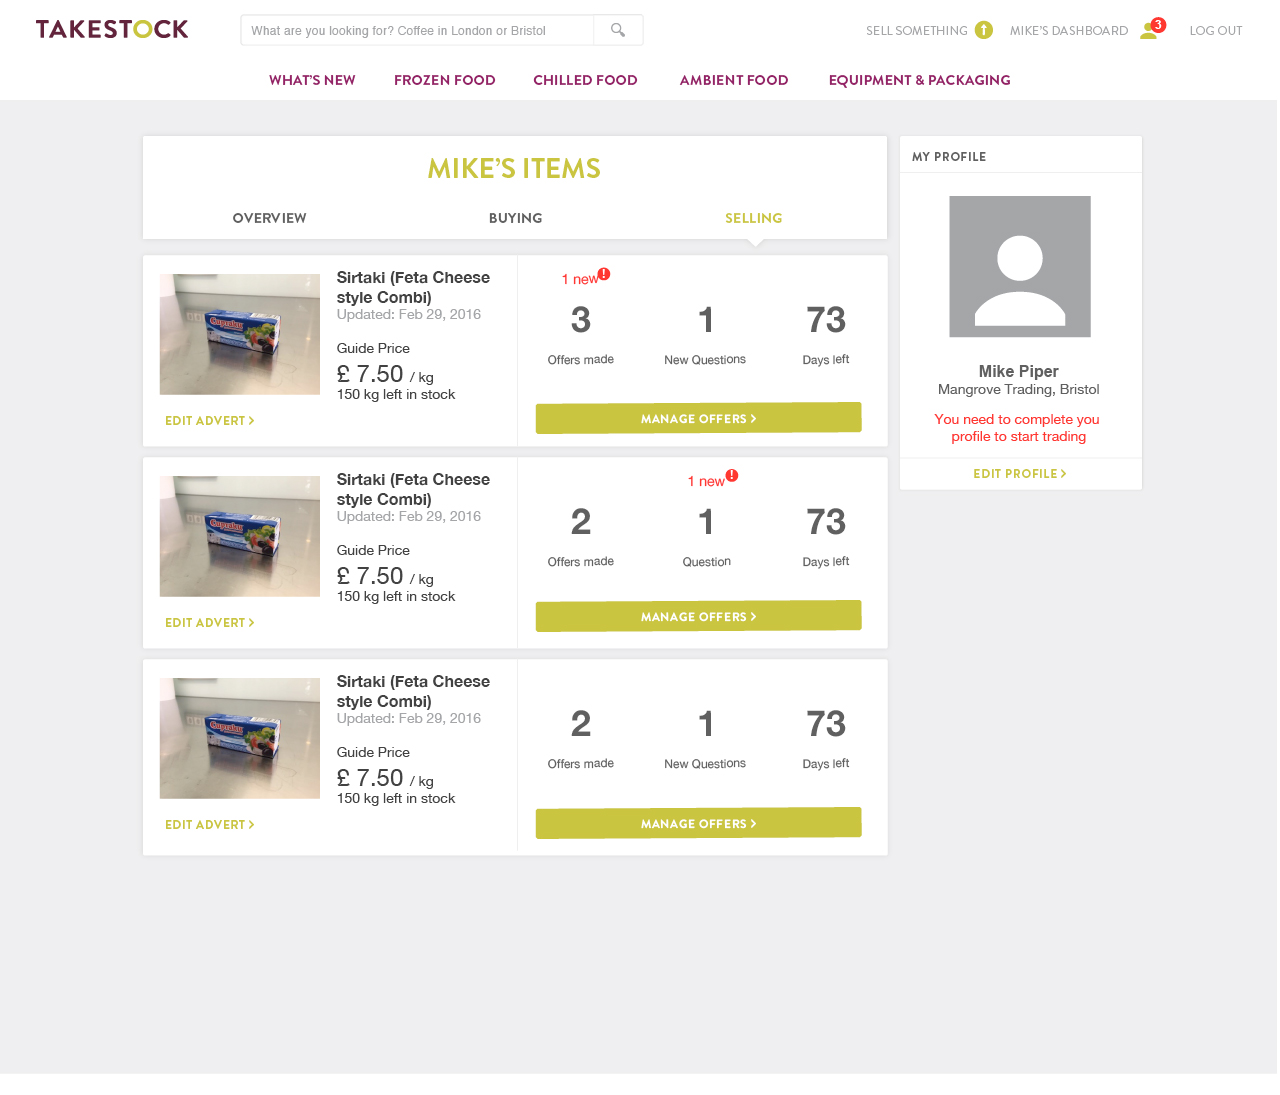 TAKESTOCK
What are you looking for? Coffee in London or Bristol
SELL SOMETHING
MIKE'S DASHBOARD
3
LOG OUT
WHAT'S NEW
FROZEN FOOD
CHILLED FOOD
AMBIENT FOOD
EQUIPMENT & PACKAGING
MIKE'S ITEMS
OVERVIEW
BUYING
SELLING
Sirtaki (Feta Cheese
style Combi)
Updated: Feb 29, 2016
Guide Price
£ 7.50 / kg
150 kg left in stock
EDIT ADVERT >
1 new!
3
Offers made
1
New Questions
73
Days left
MANAGE OFFERS >
Sirtaki (Feta Cheese
style Combi)
Updated: Feb 29, 2016
Guide Price
£ 7.50 / kg
150 kg left in stock
EDIT ADVERT >
2
Offers made
1 new!
1
Question
73
Days left
MANAGE OFFERS >
Sirtaki (Feta Cheese
style Combi)
Updated: Feb 29, 2016
Guide Price
£ 7.50 / kg
150 kg left in stock
EDIT ADVERT >
2
Offers made
1
New Questions
73
Days left
MANAGE OFFERS >
MY PROFILE
Mike Piper
Mangrove Trading, Bristol
You need to complete you
profile to start trading
EDIT PROFILE >